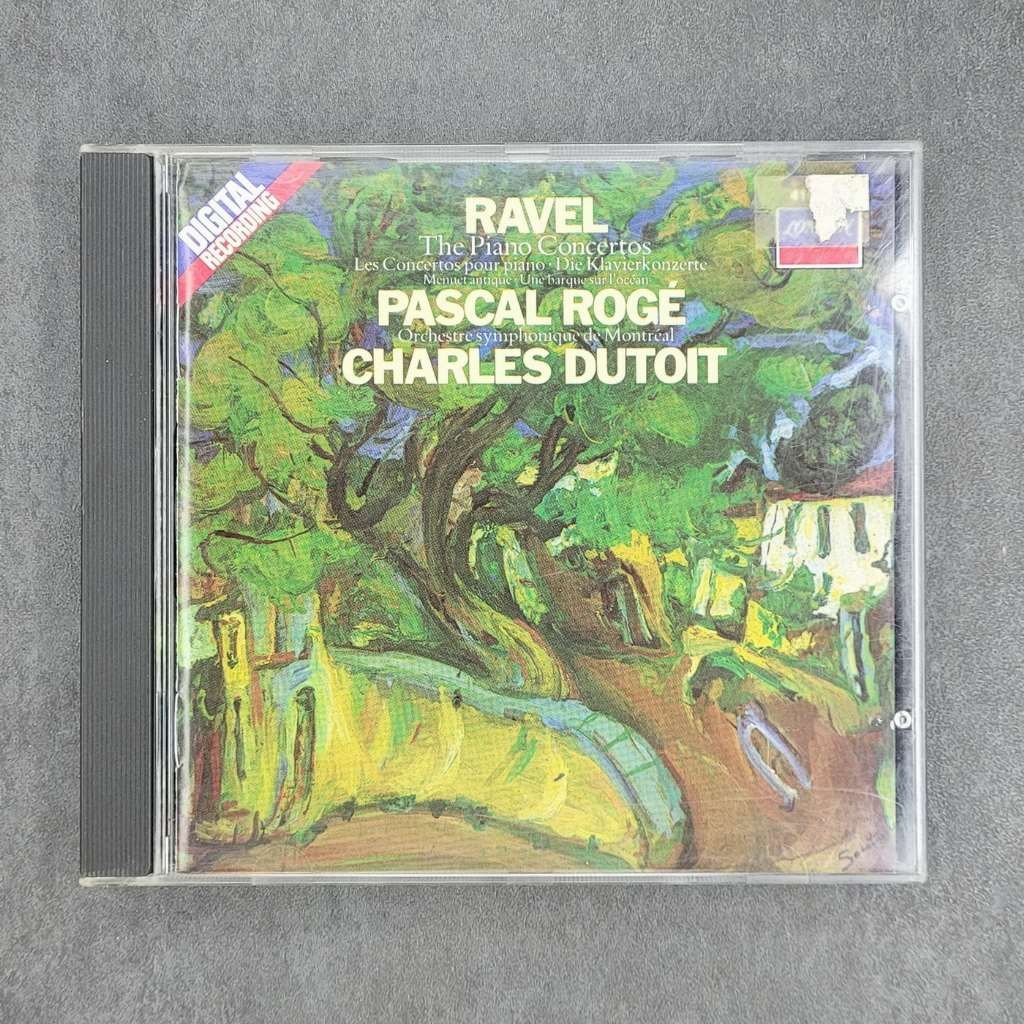 DIGITAL
RECORDING
RAVEL
The Piano Concertos
Les Concertos pour piano · Die Klavierkonzerte
Menuet antique · Une barque sur l'océan
PASCAL ROGÉ
Orchestre symphonique de Montréal
CHARLES DUTOIT